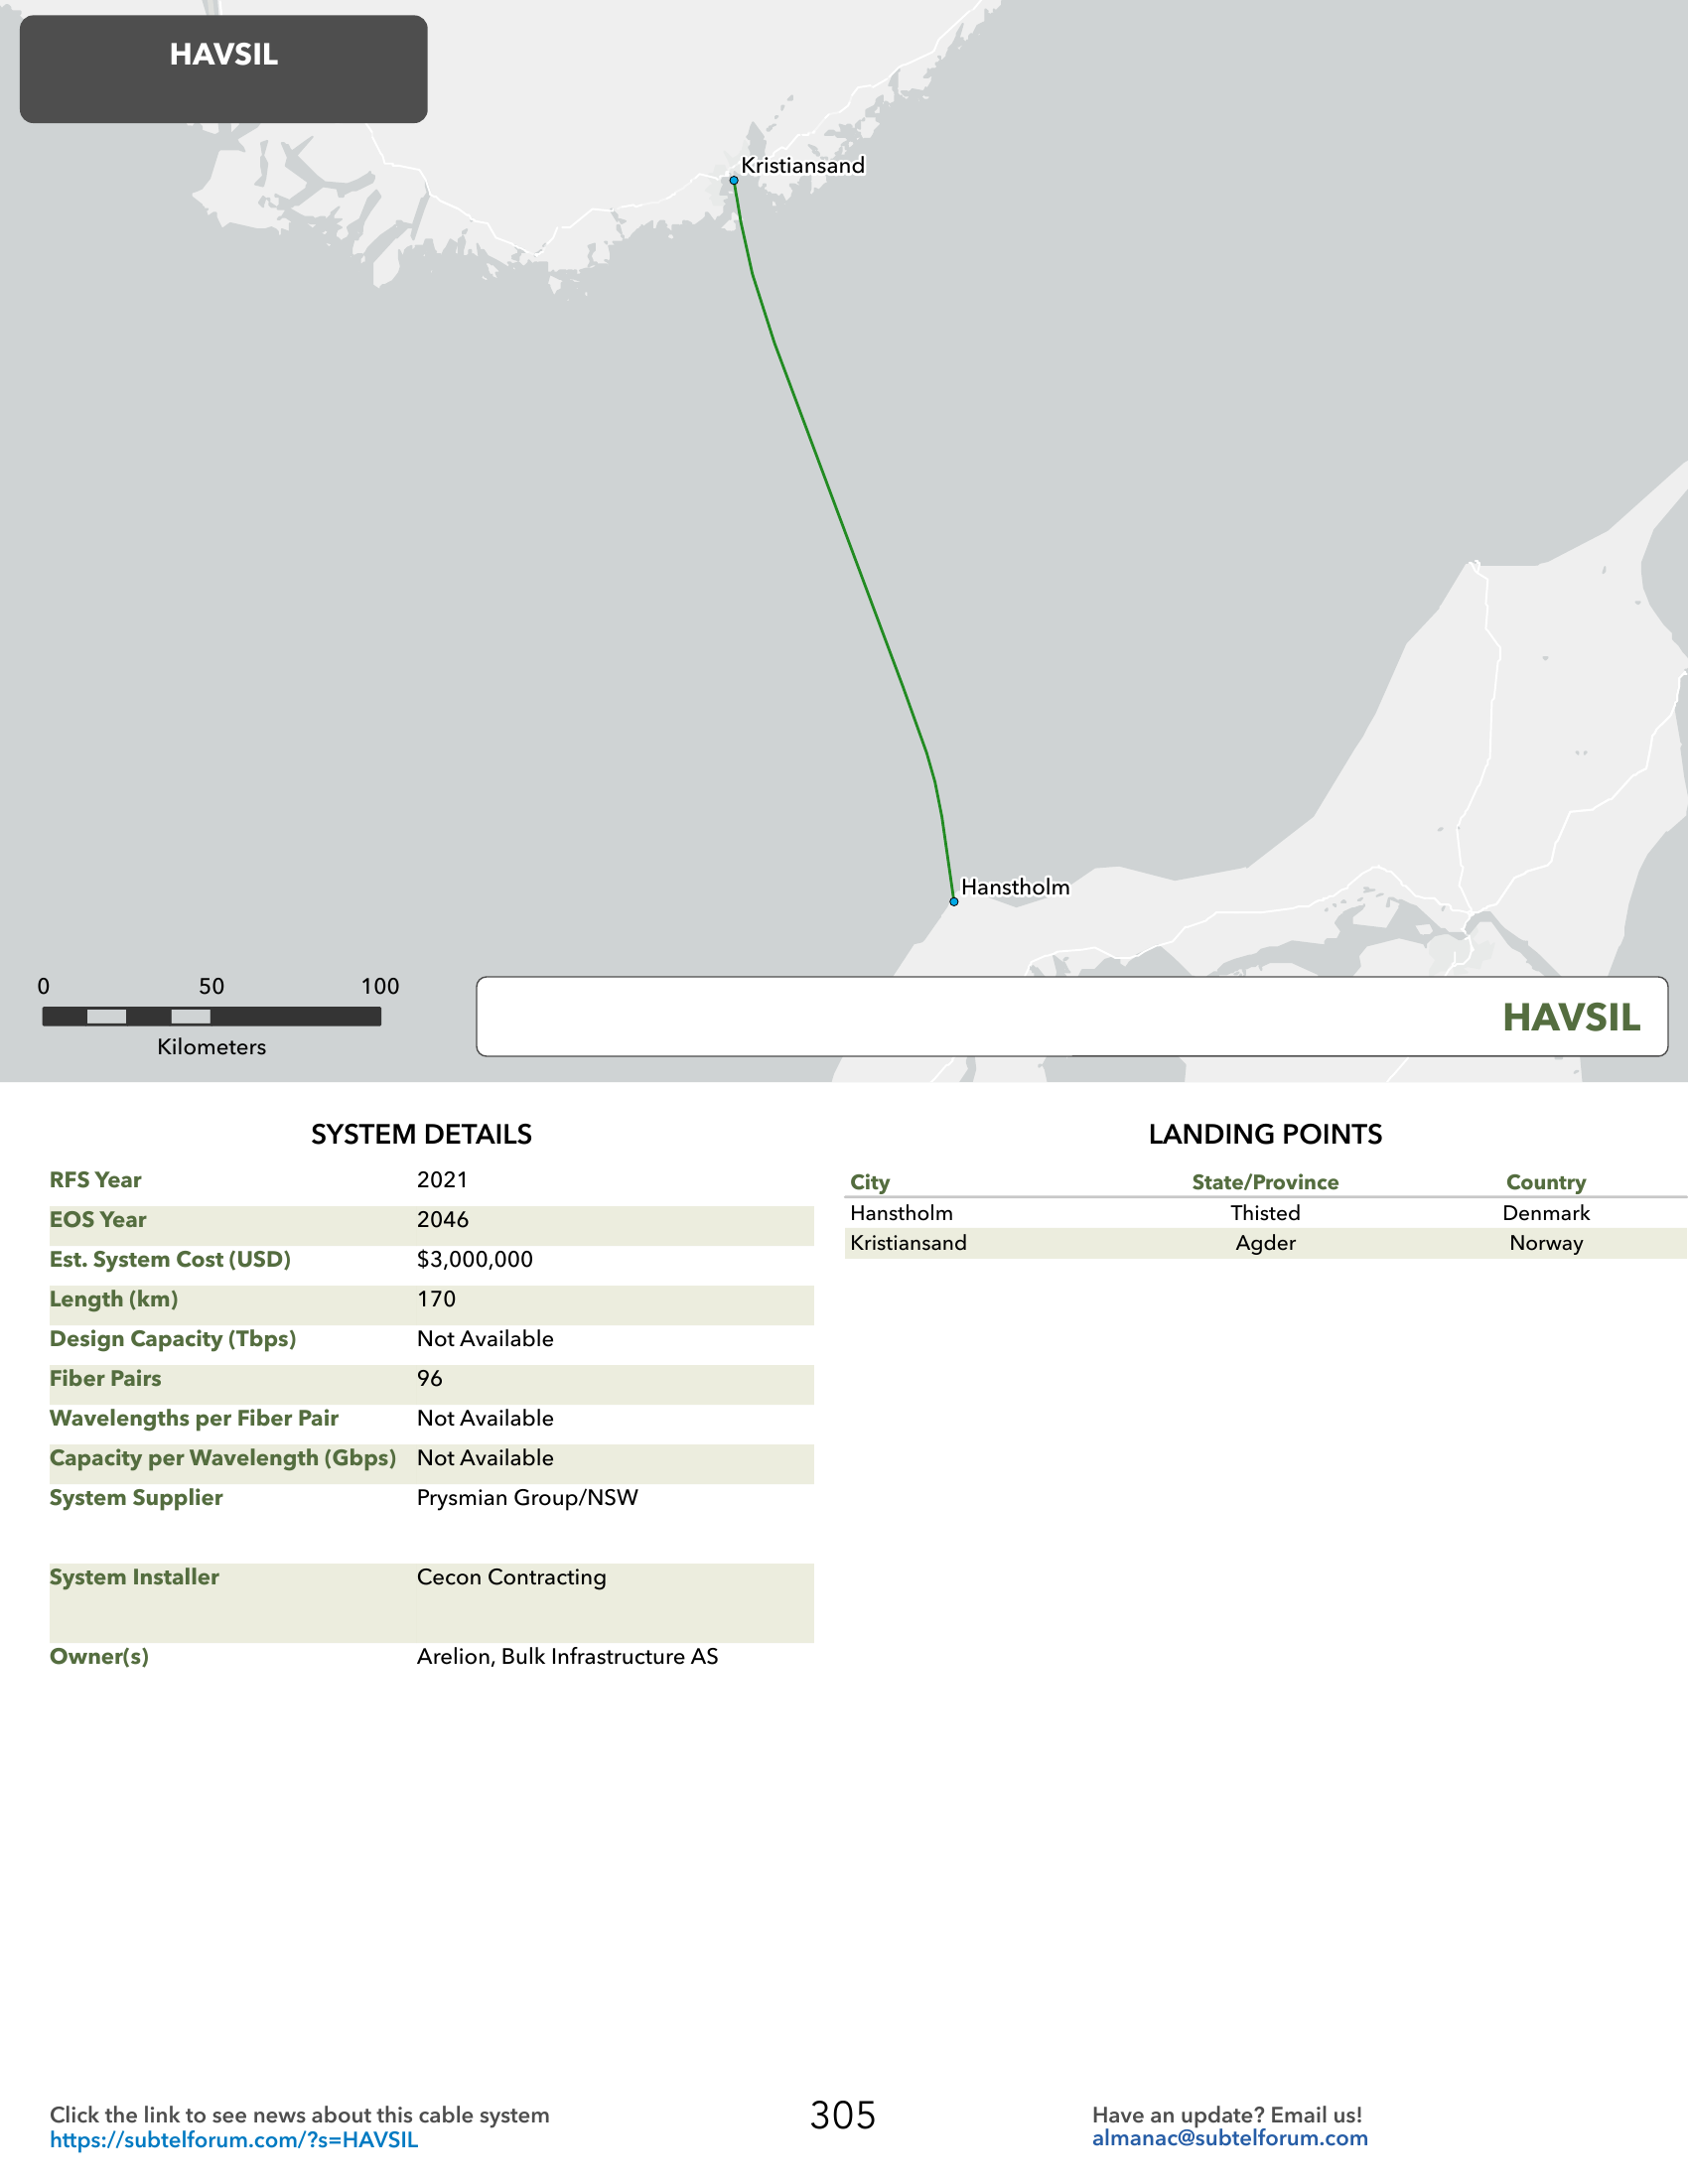 HAVSIL
Kristiansand
Hanstholm
0 50 100
Kilometers
HAVSIL
SYSTEM DETAILS
RFS Year 2021
EOS Year 2046
Est. System Cost (USD) $3,000,000
Length (km) 170
Design Capacity (Tbps) Not Available
Fiber Pairs 96
Wavelengths per Fiber Pair Not Available
Capacity per Wavelength (Gbps) Not Available
System Supplier Prysmian Group/NSW
System Installer Cecon Contracting
Owner(s) Arelion, Bulk Infrastructure AS
LANDING POINTS
City State/Province Country
Hanstholm Thisted Denmark
Kristiansand Agder Norway
Click the link to see news about this cable system
https://subtelforum.com/?s=HAVSIL
305
Have an update? Email us!
almanac@subtelforum.com